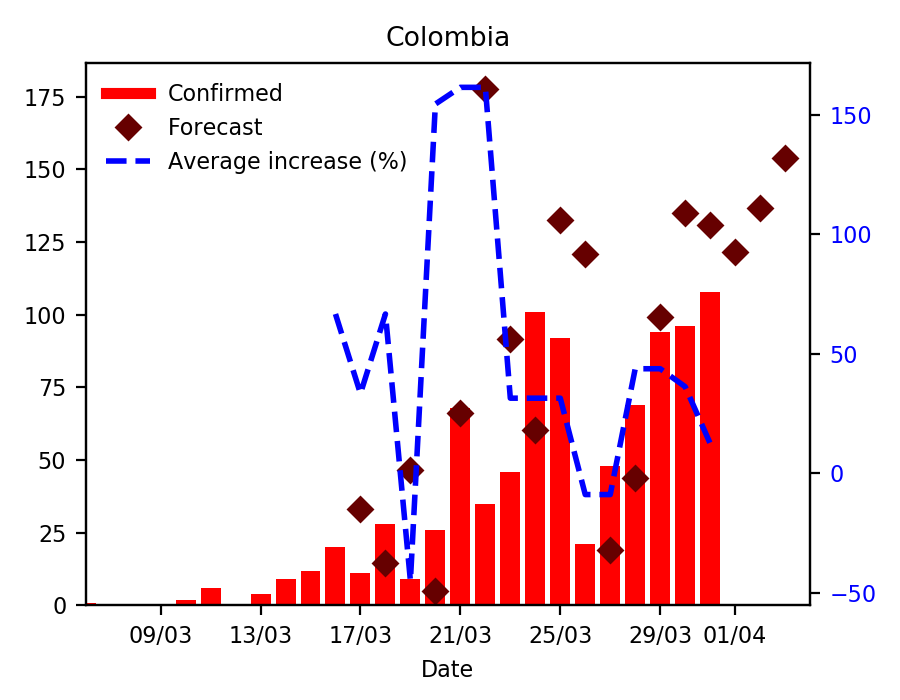 Colombia
Confirmed
Forecast
Average increase (%)
175
150
125
100
75
50
25
0
150
100
50
0
−50
09/03 13/03 17/03 21/03 25/03 29/03 01/04
Date